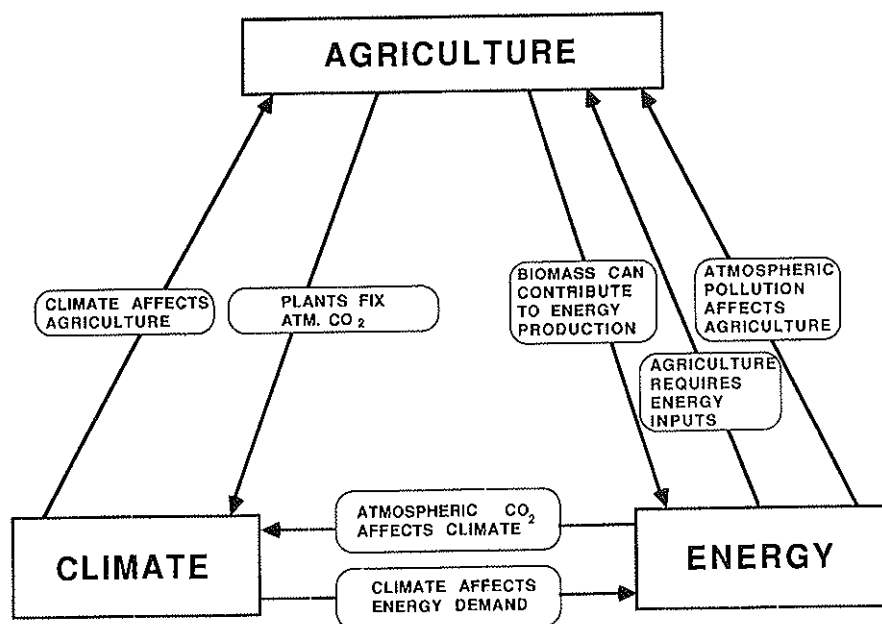 AGRICULTURE
CLIMATE AFFECTS
AGRICULTURE
PLANTS FIX
ATM. CO₂
BIOMASS CAN
CONTRIBUTE
TO ENERGY
PRODUCTION
ATMOSPHERIC
POLLUTION
AFFECTS
AGRICULTURE
AGRICULTURE
REQUIRES
ENERGY
INPUTS
ATMOSPHERIC CO₂
AFFECTS CLIMATE
CLIMATE
ENERGY
CLIMATE AFFECTS
ENERGY DEMAND